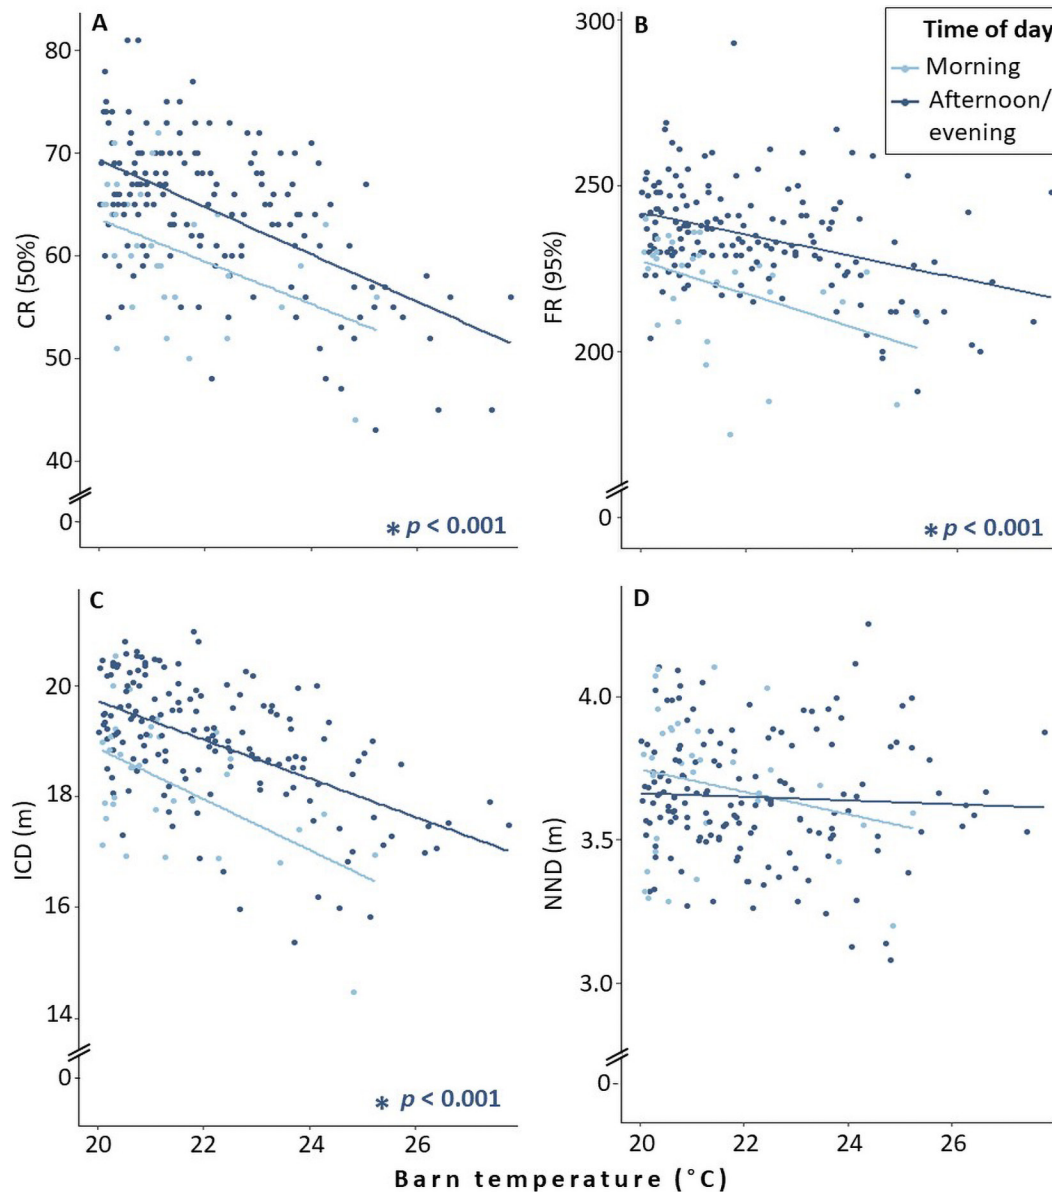 A
80
70
60
50
40
0
CR (50%)
* p < 0.001
B
300
250
200
0
FR (95%)
* p < 0.001
Time of day
Morning
Afternoon/
evening
C
20
18
16
14
0
ICD (m)
* p < 0.001
20 22 24 26
D
4.0
3.5
3.0
0
NND (m)
20 22 24 26
Barn temperature (°C)